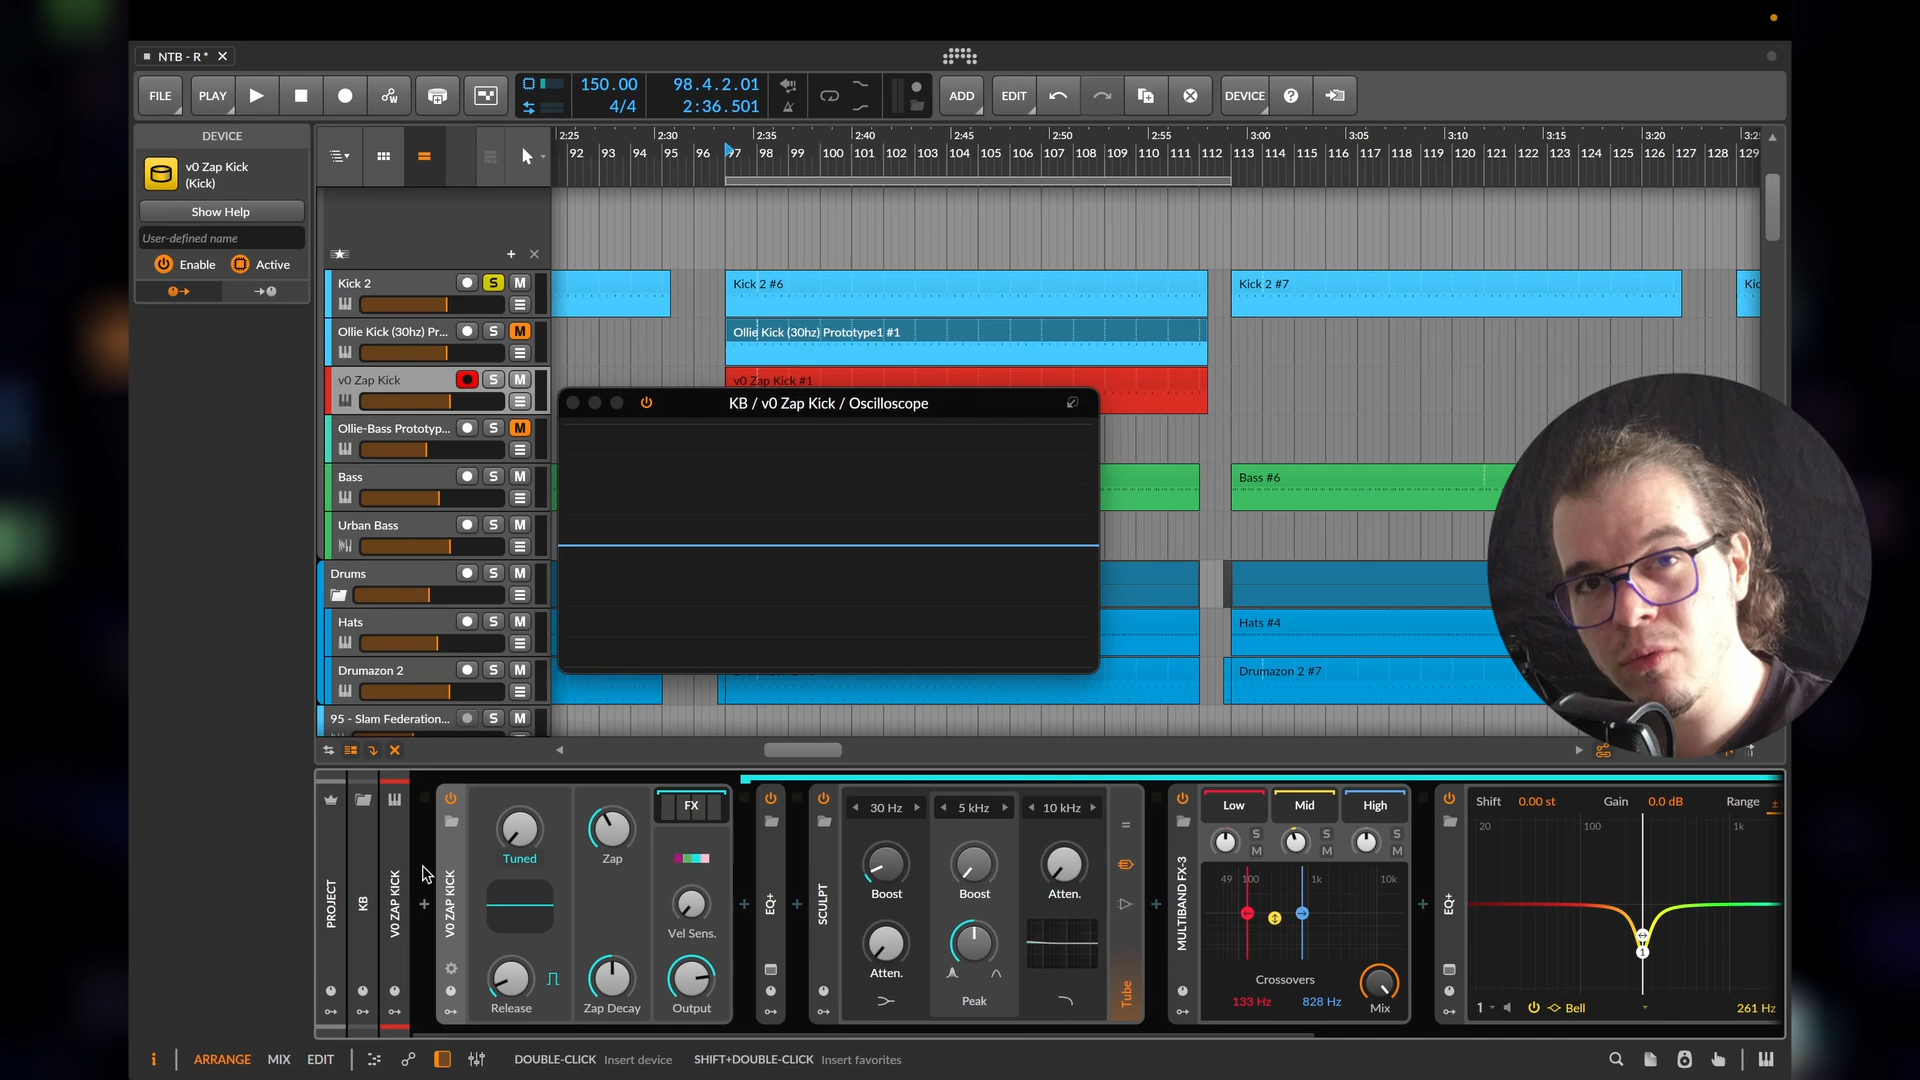 NTB - R *
FILE
PLAY
150.00
4/4
98.4.2.01
2:36.501
ADD
EDIT
DEVICE
DEVICE
v0 Zap Kick
(Kick)
Show Help
User-defined name
Enable
Active
2:25 2:30 2:35 2:40 2:45 2:50 2:55 3:00 3:05 3:10 3:15 3:20 3:25
92 93 94 95 96 97 98 99 100 101 102 103 104 105 106 107 108 109 110 111 112 113 114 115 116 117 118 119 120 121 122 123 124 125 126 127 128 129
Kick 2
S M
Kick 2 #6
Kick 2 #7
Kic
Ollie Kick (30hz) Pr...
S M
Ollie Kick (30hz) Prototype1 #1
v0 Zap Kick
S M
v0 Zap Kick #1
KB / v0 Zap Kick / Oscilloscope
Ollie-Bass Prototyp...
S M
Bass
S M
Bass #6
Urban Bass
S M
Drums
S M
Hats
S M
Hats #4
Drumazon 2
S M
Drumazon 2 #7
95 - Slam Federation...
S M
PROJECT
KB
V0 ZAP KICK
V0 ZAP KICK
Tuned
Zap
FX
Vel Sens.
Release
Zap Decay
Output
EQ+
SCULPT
30 Hz
5 kHz
10 kHz
Boost
Boost
Atten.
Atten.
Peak
Tube
MULTIBAND FX-3
Low
Mid
High
S S S
M M M
49 100 1k 10k
Crossovers
133 Hz
828 Hz
Mix
EQ+
Shift 0.00 st
Gain 0.0 dB
Range
20 100 1k
1
1
Bell
261 Hz
i
ARRANGE
MIX
EDIT
DOUBLE-CLICK Insert device
SHIFT+DOUBLE-CLICK Insert favorites